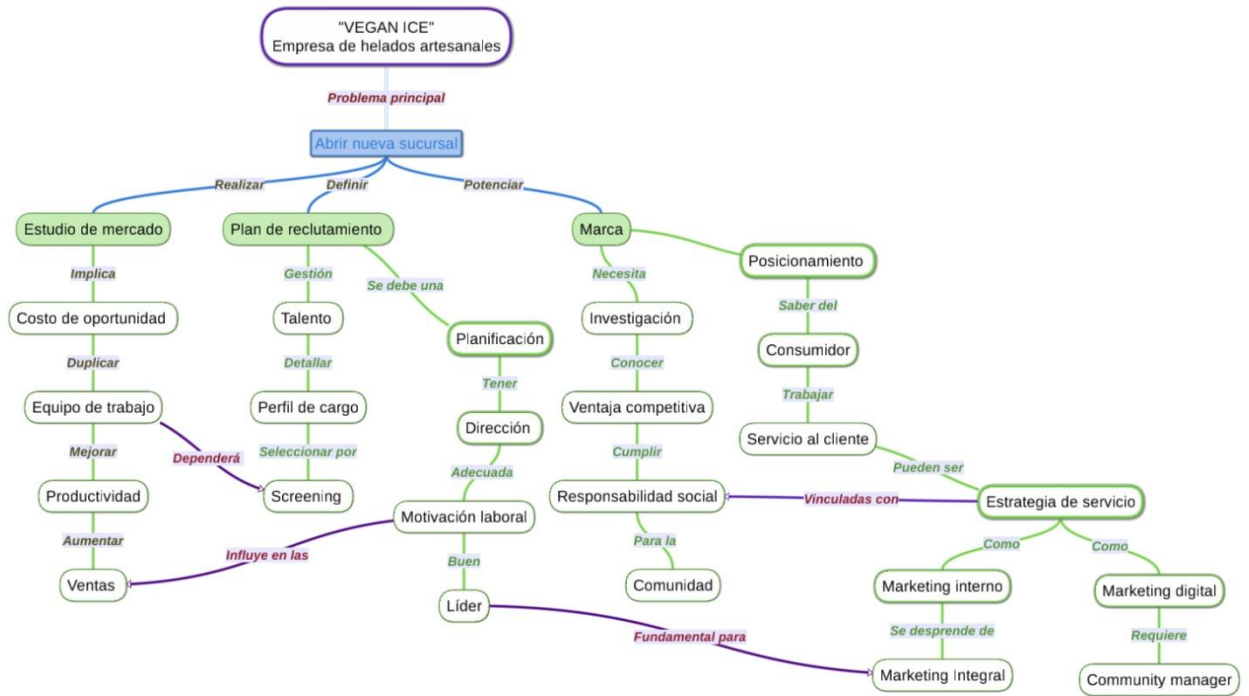 "VEGAN ICE"
Empresa de helados artesanales
Problema principal
Abrir nueva sucursal
Realizar
Definir
Potenciar
Estudio de mercado
Implica
Costo de oportunidad
Duplicar
Equipo de trabajo
Mejorar
Productividad
Aumentar
Ventas
Dependerá
Plan de reclutamiento
Gestión
Talento
Detallar
Perfil de cargo
Seleccionar por
Screening
Se debe una
Planificación
Tener
Dirección
Adecuada
Motivación laboral
Influye en las
Buen
Líder
Fundamental para
Marca
Necesita
Investigación
Conocer
Ventaja competitiva
Cumplir
Responsabilidad social
Para la
Comunidad
Posicionamiento
Saber del
Consumidor
Trabajar
Servicio al cliente
Pueden ser
Estrategia de servicio
Vinculadas con
Como
Marketing interno
Se desprende de
Marketing Integral
Como
Marketing digital
Requiere
Community manager